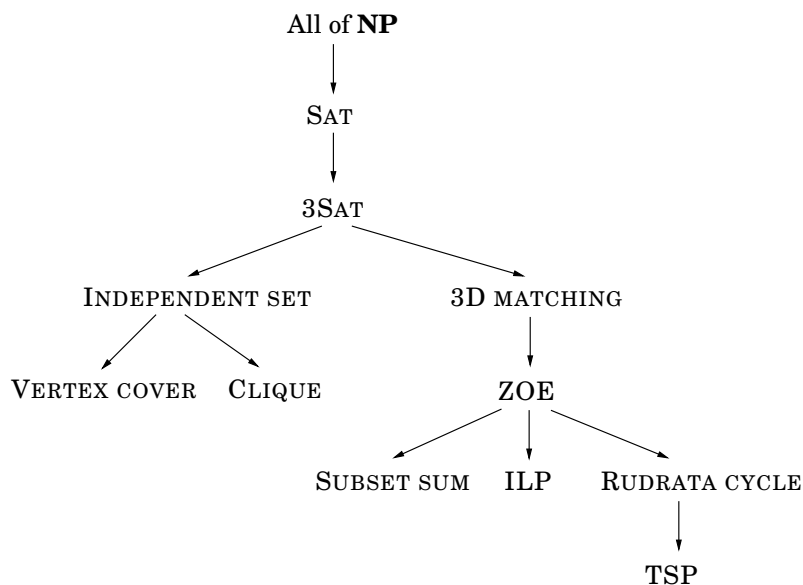 All of NP
SAT
3SAT
INDEPENDENT SET 3D MATCHING
VERTEX COVER CLIQUE ZOE
SUBSET SUM ILP RUDRATA CYCLE
TSP